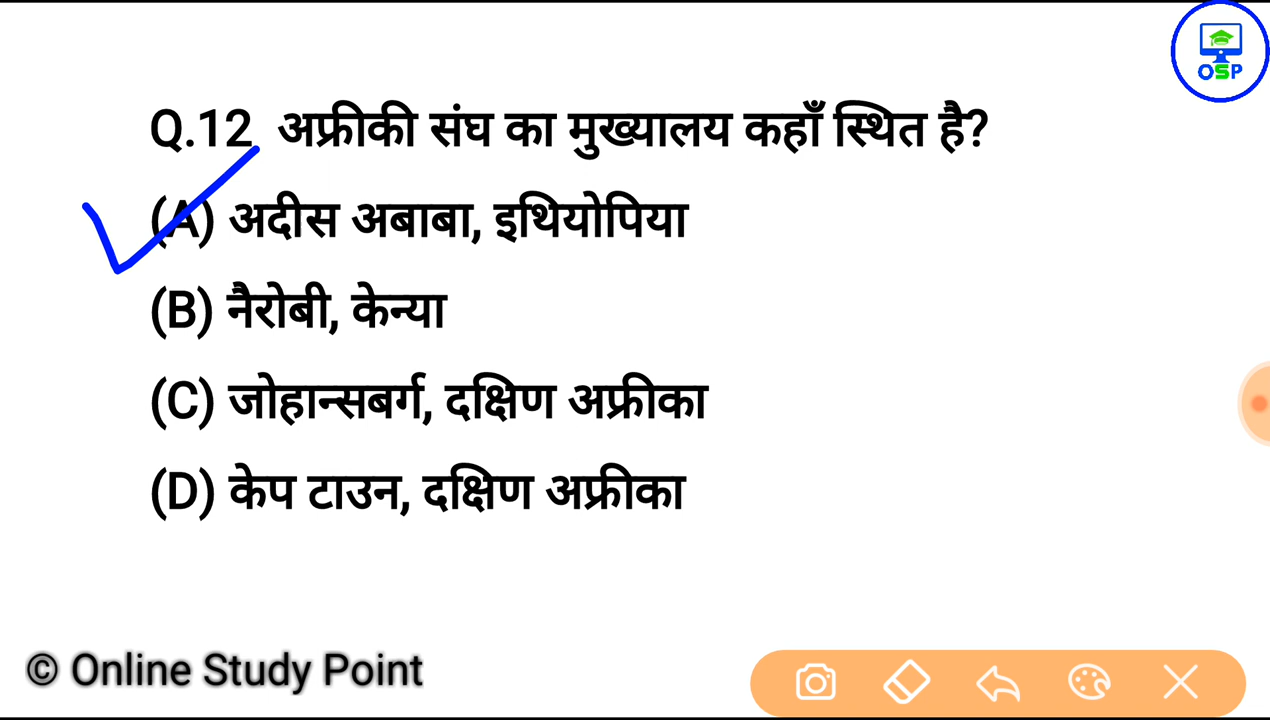 OSP
Q.12 अफ्रीकी संघ का मुख्यालय कहाँ स्थित है?
(A) अदीस अबाबा, इथियोपिया
(B) नैरोबी, केन्या
(C) जोहान्सबर्ग, दक्षिण अफ्रीका
(D) केप टाउन, दक्षिण अफ्रीका
© Online Study Point